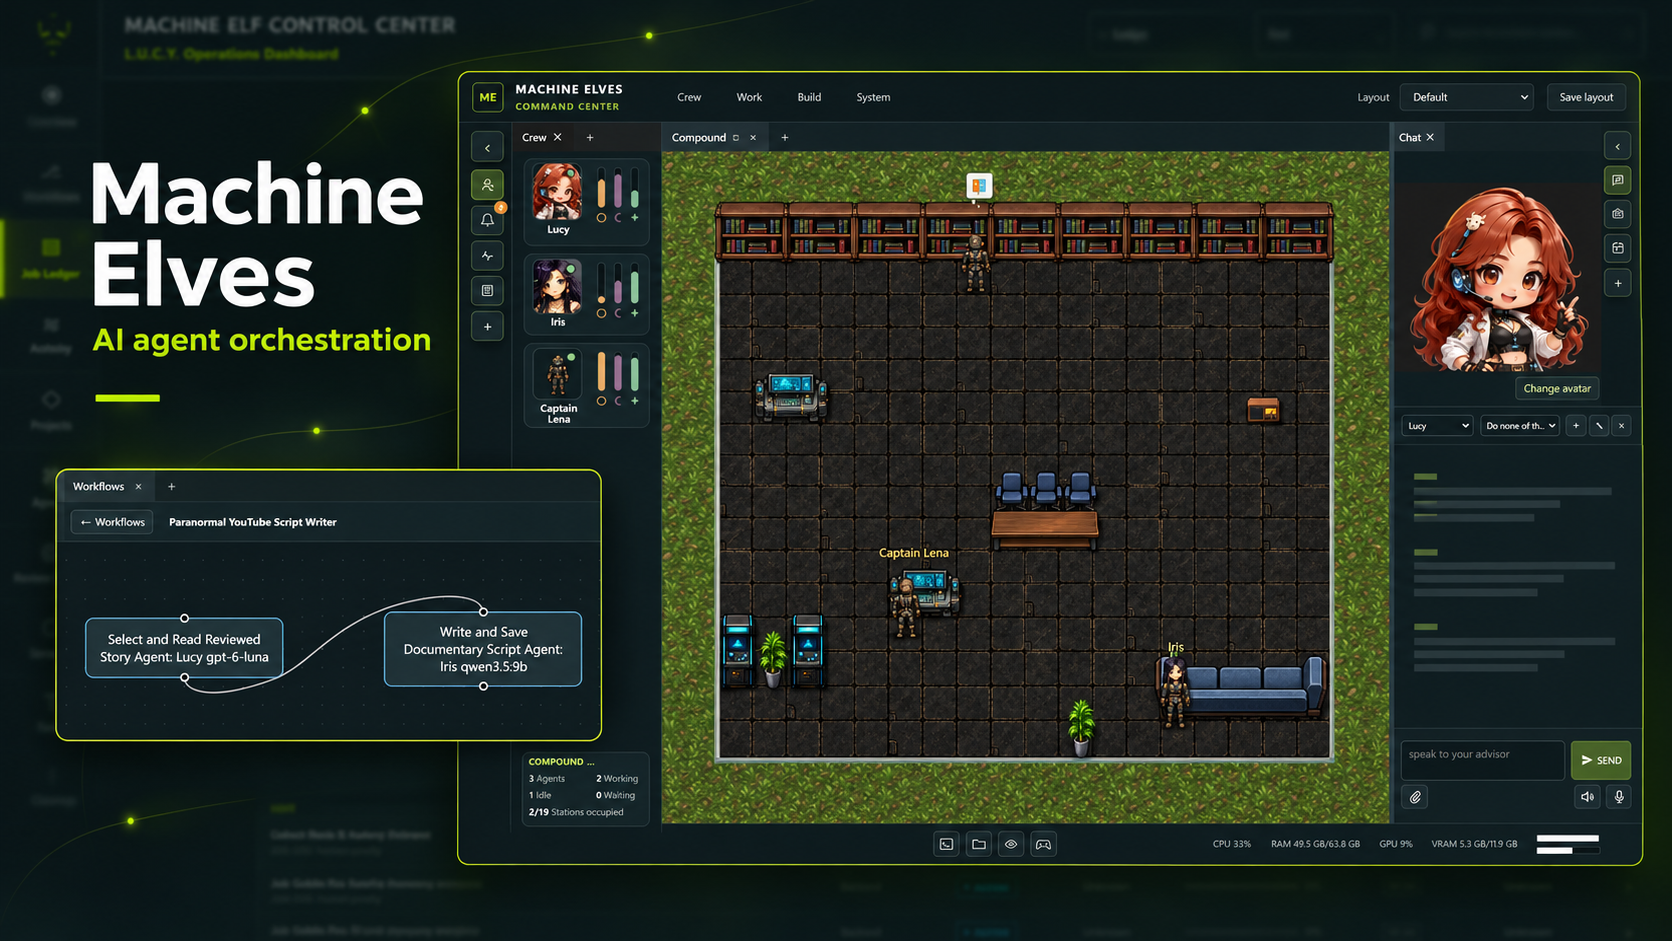 MACHINE ELF CONTROL CENTER
L.U.C.Y. Operations Dashboard
Job Ledger
Projects
Machine
Elves
AI agent orchestration
ME
MACHINE ELVES
COMMAND CENTER
Crew
Work
Build
System
Layout
Default
Save layout
Crew
Compound
Chat
Lucy
Iris
Captain
Lena
Change avatar
Lucy
Do none of th..
Captain Lena
Iris
Workflows
← Workflows
Paranormal YouTube Script Writer
Select and Read Reviewed
Story Agent: Lucy gpt-6-luna
Write and Save
Documentary Script Agent:
Iris qwen3.5:9b
COMPOUND ...
3 Agents
2 Working
1 Idle
0 Waiting
2/19 Stations occupied
speak to your advisor
SEND
CPU 33%
RAM 49.5 GB/63.8 GB
GPU 9%
VRAM 5.3 GB/11.9 GB